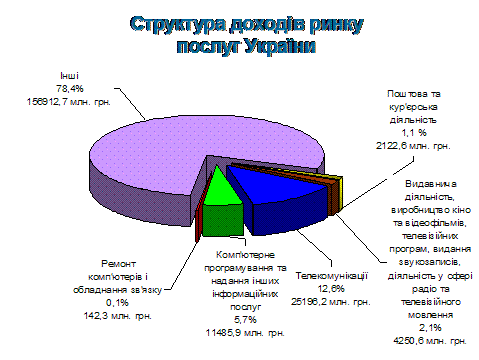 Структура доходів ринку
послуг України
Інші
78,4%
156912,7 млн. грн.
Поштова та
кур'єрська
діяльність
1,1 %
2122,6 млн. грн.
Видавнича
діяльність,
виробництво кіно
та відеофільмів,
телевізійних
програм, видання
звукозаписів,
діяльність у сфері
радіо та
телевізійного
мовлення
2,1%
4250,6 млн. грн.
Телекомунікації
12,6%
25196,2 млн. грн.
Комп'ютерне
програмування та
надання інших
інформаційних
послуг
5,7%
11485,9 млн. грн.
Ремонт
комп'ютерів і
обладнання зв'язку
0,1%
142,3 млн. грн.